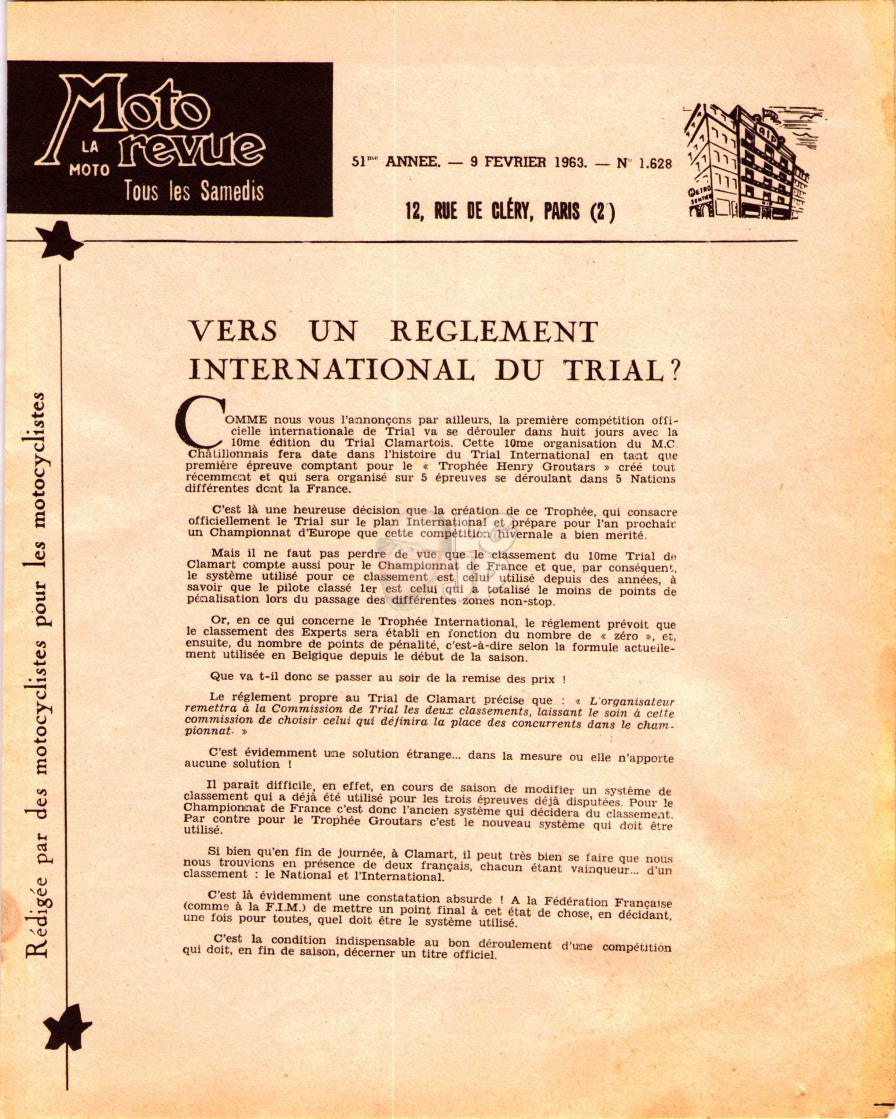 Moto
revue
LA
MOTO
Tous les Samedis
51me ANNEE. — 9 FEVRIER 1963. — N° 1.628
12, RUE DE CLÉRY, PARIS (2e)
METRO
SENTIER
Rédigée par des motocyclistes pour les motocyclistes
VERS UN REGLEMENT
INTERNATIONAL DU TRIAL ?
COMME nous vous l'annonçons par ailleurs, la première compétition offi-
cielle internationale de Trial va se dérouler dans huit jours avec la
10me édition du Trial Clamartois. Cette 10me organisation du M.C.
Châtillonnais fera date dans l'histoire du Trial International en tant que
première épreuve comptant pour le « Trophée Henry Groutars » créé tout
récemment et qui sera organisé sur 5 épreuves se déroulant dans 5 Nations
différentes dont la France.
C'est là une heureuse décision que la création de ce Trophée, qui consacre
officiellement le Trial sur le plan International et prépare pour l'an prochain
un Championnat d'Europe que cette compétition hivernale a bien mérité.
Mais il ne faut pas perdre de vue que le classement du 10me Trial de
Clamart compte aussi pour le Championnat de France et que, par conséquent,
le système utilisé pour ce classement est celui utilisé depuis des années, à
savoir que le pilote classé 1er est celui qui a totalisé le moins de points de
pénalisation lors du passage des différentes zones non-stop.
Or, en ce qui concerne le Trophée International, le réglement prévoit que
le classement des Experts sera établi en fonction du nombre de « zéro », et,
ensuite, du nombre de points de pénalité, c'est-à-dire selon la formule actuelle-
ment utilisée en Belgique depuis le début de la saison.
Que va t-il donc se passer au soir de la remise des prix !
Le réglement propre au Trial de Clamart précise que : « L'organisateur
remettra à la Commission de Trial les deux classements, laissant le soin à cette
commission de choisir celui qui définira la place des concurrents dans le cham-
pionnat. »
C'est évidemment une solution étrange... dans la mesure ou elle n'apporte
aucune solution !
Il paraît difficile, en effet, en cours de saison de modifier un système de
classement qui a déjà été utilisé pour les trois épreuves déjà disputées. Pour le
Championnat de France c'est donc l'ancien système qui décidera du classement.
Par contre pour le Trophée Groutars c'est le nouveau système qui doit être
utilisé.
Si bien qu'en fin de journée, à Clamart, il peut très bien se faire que nous
nous trouvions en présence de deux français, chacun étant vainqueur... d'un
classement : le National et l'International.
C'est là évidemment une constatation absurde ! A la Fédération Française
(comme à la F.I.M.) de mettre un point final à cet état de chose, en décidant,
une fois pour toutes, quel doit être le système utilisé.
C'est la condition indispensable au bon déroulement d'une compétition
qui doit, en fin de saison, décerner un titre officiel.